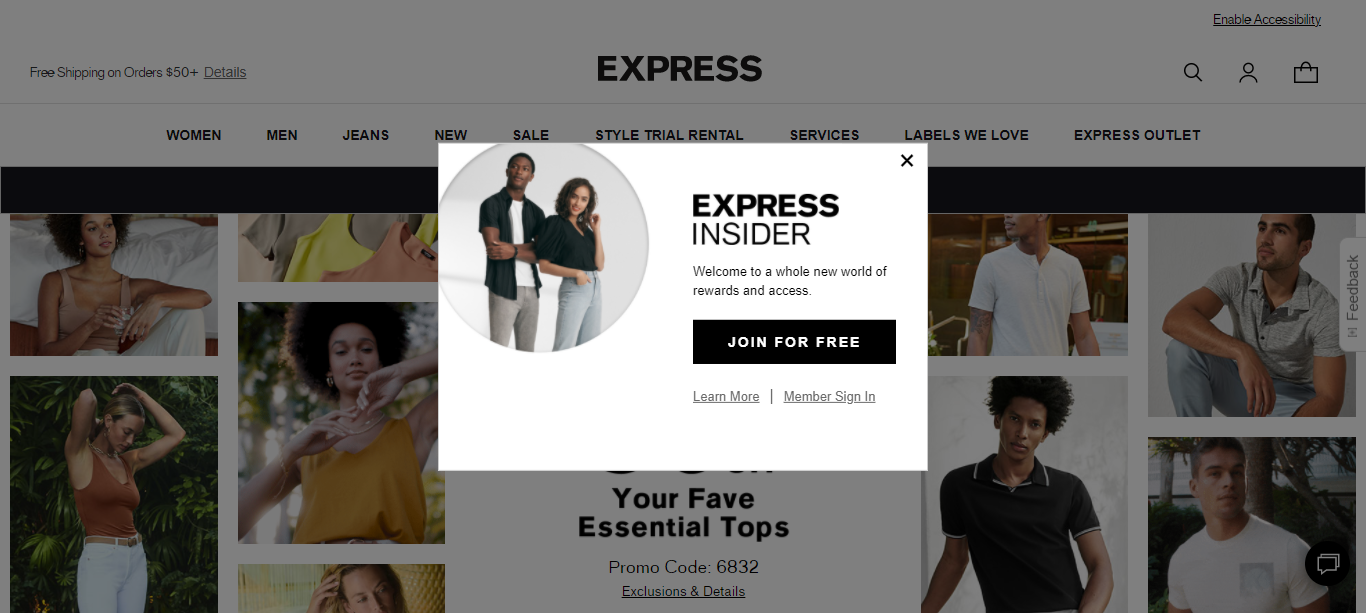 Enable Accessibility
Free Shipping on Orders $50+ Details
EXPRESS
WOMEN MEN JEANS NEW SALE STYLE TRIAL RENTAL SERVICES LABELS WE LOVE EXPRESS OUTLET
EXPRESS
INSIDER
Welcome to a whole new world of
rewards and access.
JOIN FOR FREE
Learn More | Member Sign In
Your Fave
Essential Tops
Promo Code: 6832
Exclusions & Details
Feedback